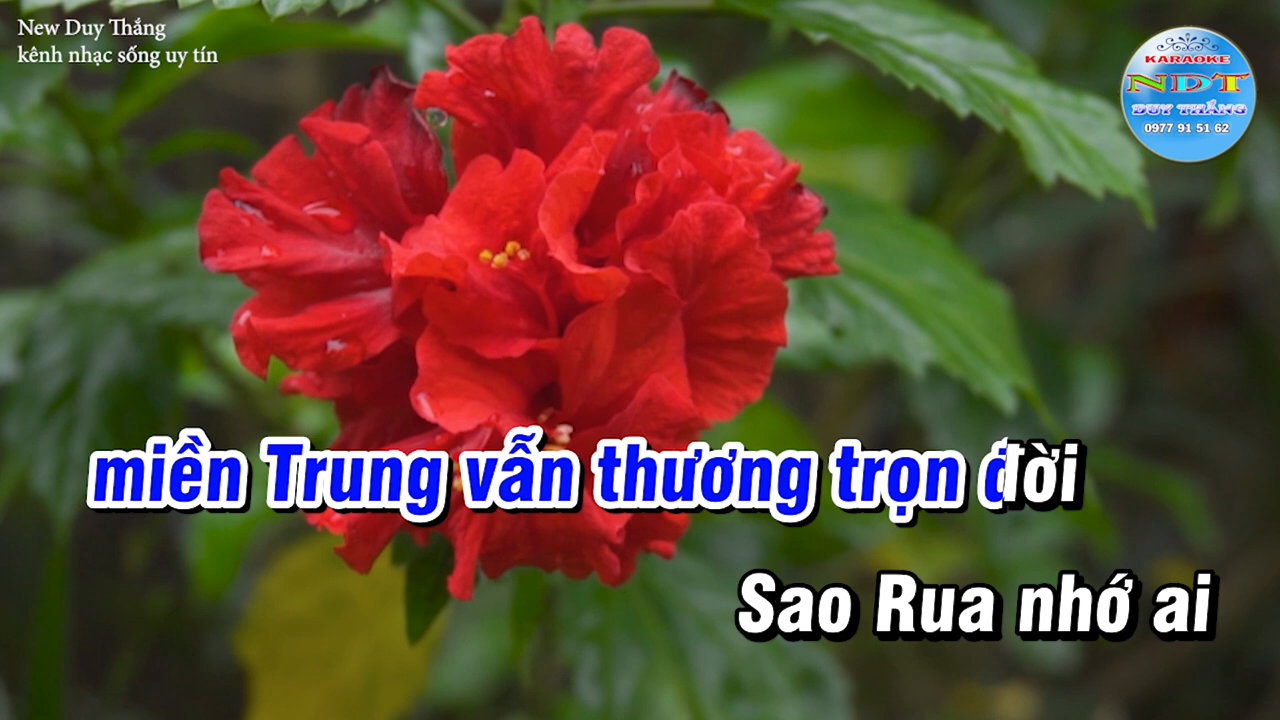 New Duy Thắng
kênh nhạc sống uy tín
KARAOKE
NDT
DUY THẮNG
0977 91 51 62
miền Trung vẫn thương trọn đời
Sao Rua nhớ ai